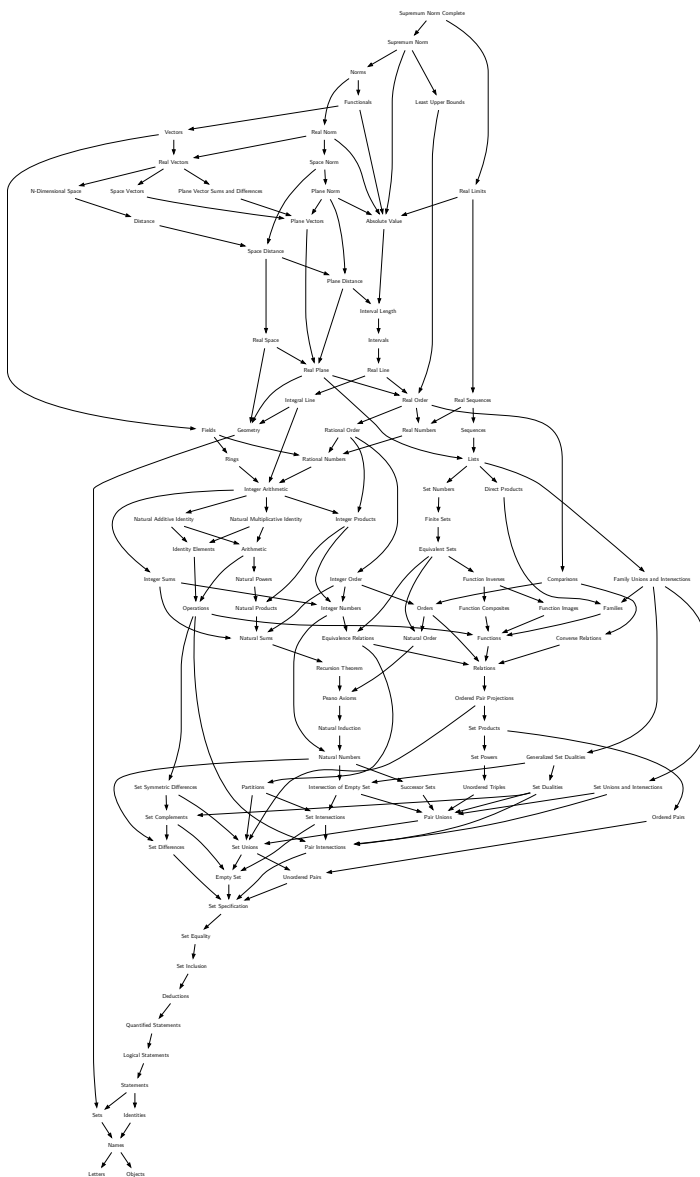 Supremum Norm Complete
Supremum Norm
Norms
Functionals
Least Upper Bounds
Vectors
Real Norm
Real Vectors
Space Norm
N-Dimensional Space
Space Vectors
Plane Vector Sums and Differences
Plane Norm
Real Limits
Distance
Plane Vectors
Absolute Value
Space Distance
Plane Distance
Interval Length
Real Space
Intervals
Real Plane
Real Line
Integral Line
Real Order
Real Sequences
Fields
Geometry
Rational Order
Real Numbers
Sequences
Rings
Rational Numbers
Lists
Integer Arithmetic
Set Numbers
Direct Products
Natural Additive Identity
Natural Multiplicative Identity
Integer Products
Finite Sets
Identity Elements
Arithmetic
Equivalent Sets
Integer Sums
Natural Powers
Integer Order
Function Inverses
Comparisons
Family Unions and Intersections
Operations
Natural Products
Integer Numbers
Orders
Function Composites
Function Images
Families
Natural Sums
Equivalence Relations
Natural Order
Functions
Converse Relations
Recursion Theorem
Relations
Peano Axioms
Ordered Pair Projections
Natural Induction
Set Products
Natural Numbers
Set Powers
Generalized Set Dualities
Set Symmetric Differences
Partitions
Intersection of Empty Set
Successor Sets
Unordered Triples
Set Dualities
Set Unions and Intersections
Set Complements
Set Intersections
Pair Unions
Ordered Pairs
Set Differences
Set Unions
Pair Intersections
Empty Set
Unordered Pairs
Set Specification
Set Equality
Set Inclusion
Deductions
Quantified Statements
Logical Statements
Statements
Sets
Identities
Names
Letters
Objects